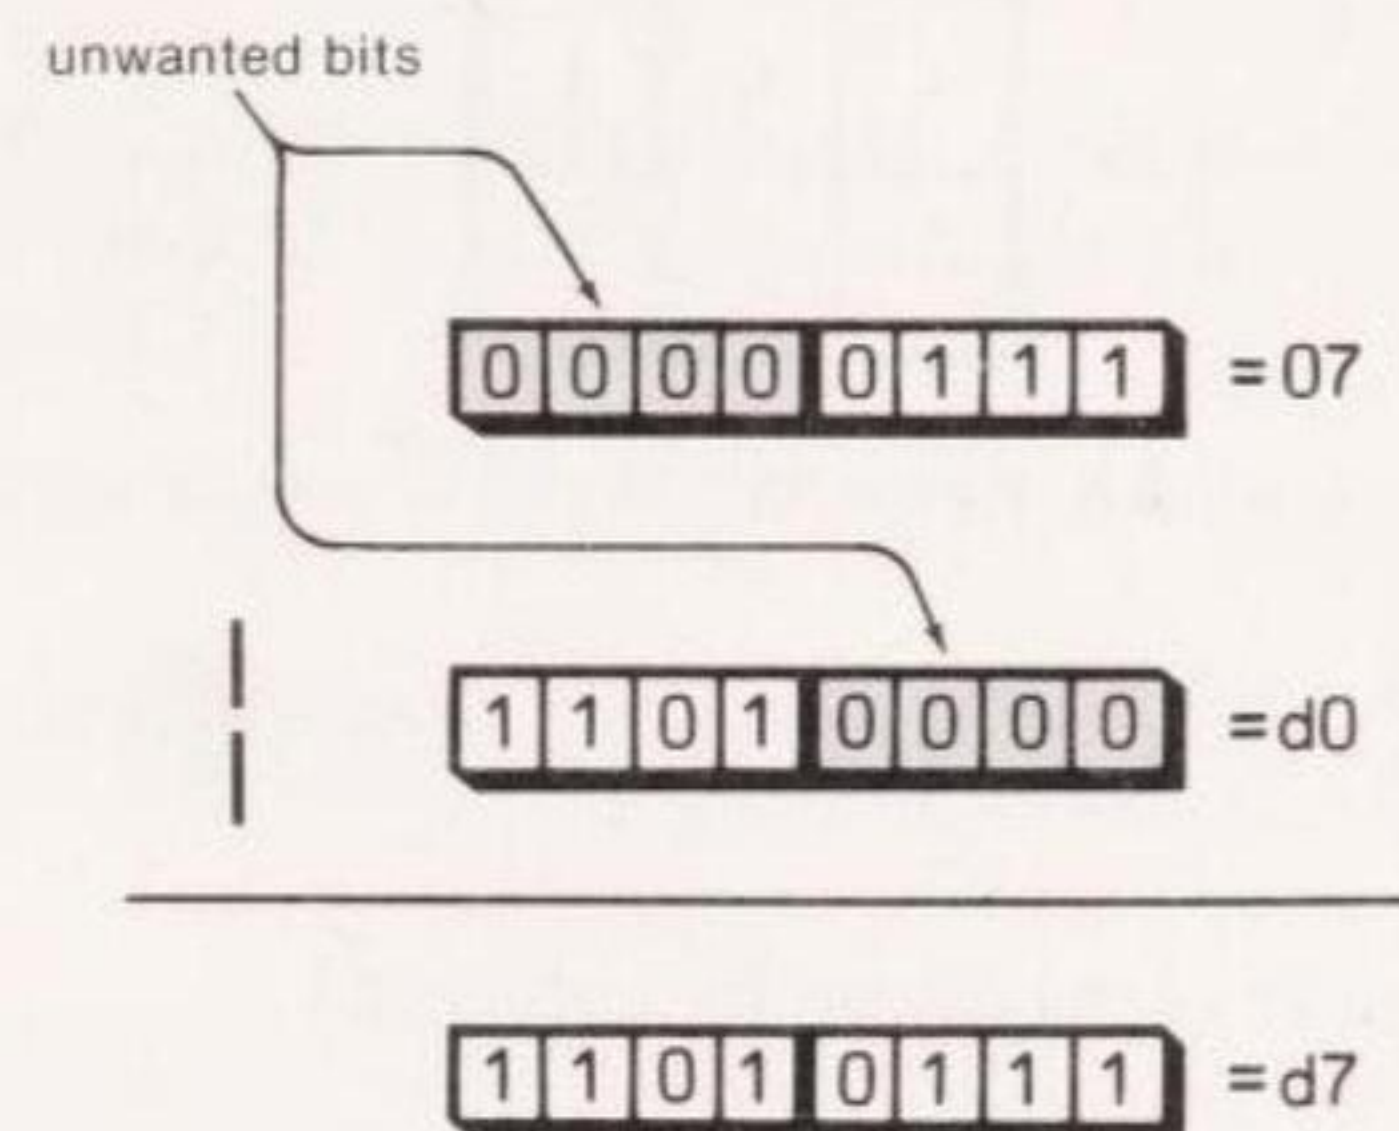 unwanted bits
0 0 0 0 0 1 1 1 = 07
| 1 1 0 1 0 0 0 0 = d0
1 1 0 1 0 1 1 1 = d7